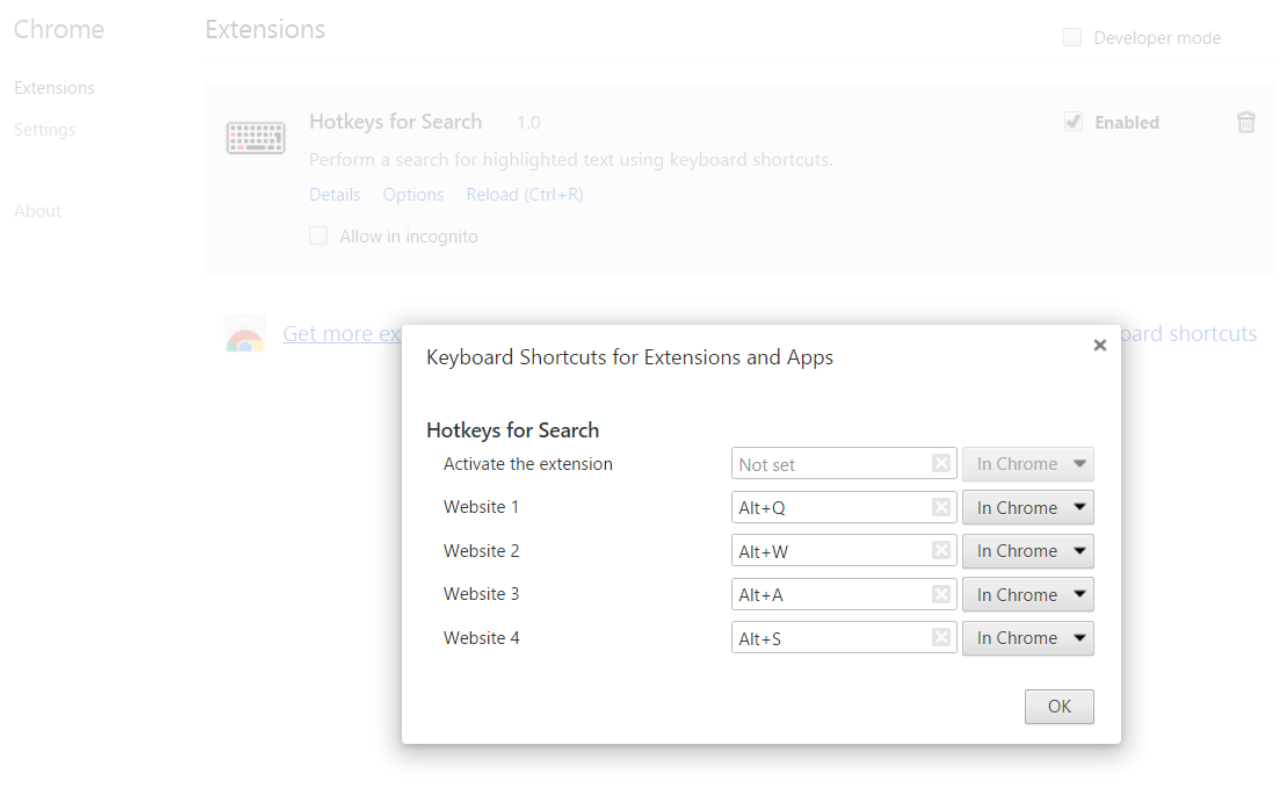 Chrome
Extensions
Developer mode
Extensions
Settings
About
Hotkeys for Search 1.0
Enabled
Perform a search for highlighted text using keyboard shortcuts.
Details Options Reload (Ctrl+R)
Allow in incognito
Get more ex
oard shortcuts
Keyboard Shortcuts for Extensions and Apps
Hotkeys for Search
Activate the extension Not set In Chrome
Website 1 Alt+Q In Chrome
Website 2 Alt+W In Chrome
Website 3 Alt+A In Chrome
Website 4 Alt+S In Chrome
OK